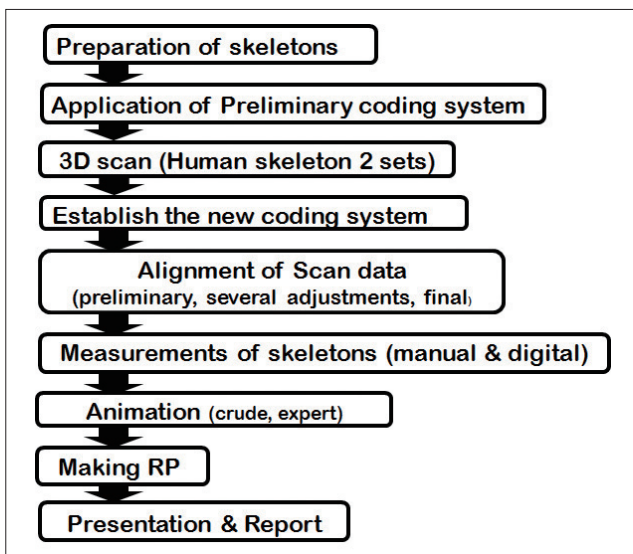 Preparation of skeletons
Application of Preliminary coding system
3D scan (Human skeleton 2 sets)
Establish the new coding system
Alignment of Scan data
(preliminary, several adjustments, final)
Measurements of skeletons (manual & digital)
Animation (crude, expert)
Making RP
Presentation & Report